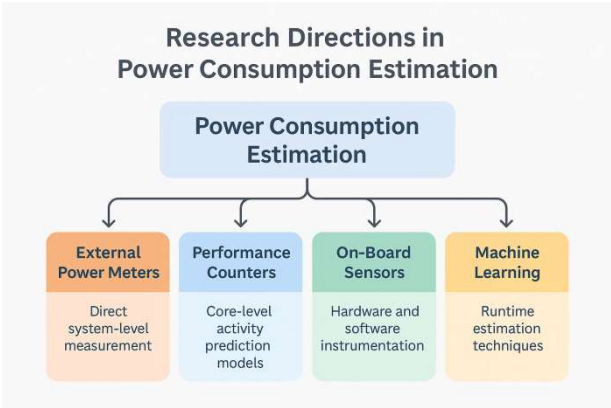 Research Directions in
Power Consumption Estimation
Power Consumption
Estimation
External
Power Meters
Direct
system-level
measurement
Performance
Counters
Core-level
activity
prediction
models
On-Board
Sensors
Hardware and
software
instrumentation
Machine
Learning
Runtime
estimation
techniques